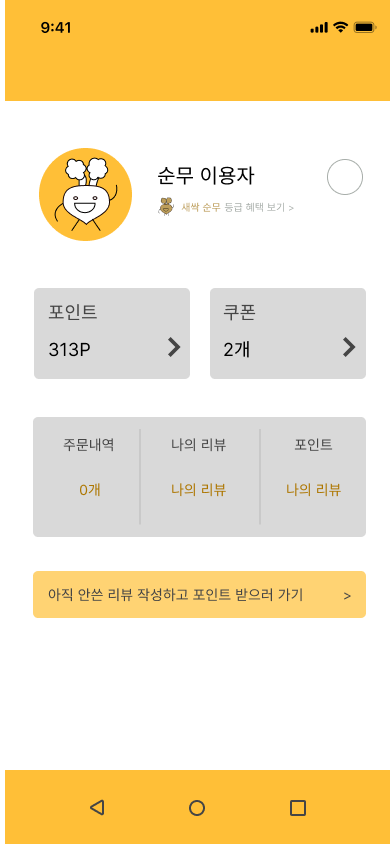 9:41
순무 이용자
새싹 순무 등급 혜택 보기 >
포인트
313P
쿠폰
2개
주문내역
나의 리뷰
포인트
0개
나의 리뷰
나의 리뷰
아직 안쓴 리뷰 작성하고 포인트 받으러 가기 >